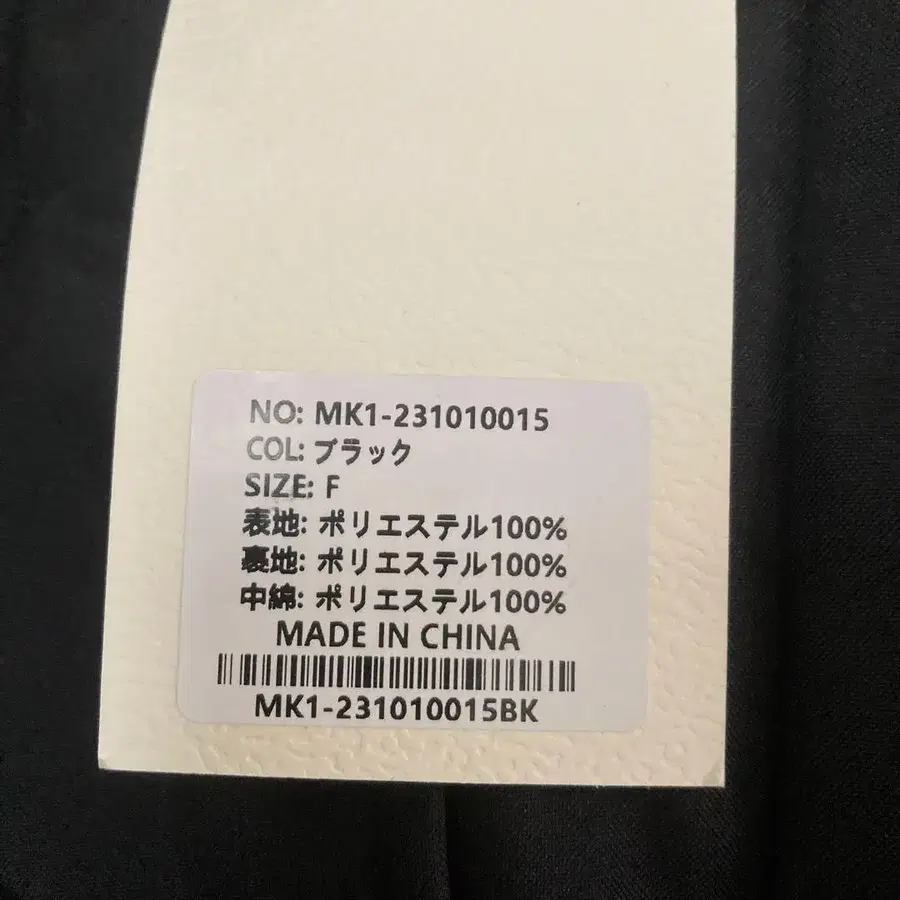 NO: MK1-231010015
COL: ブラック
SIZE: F
表地: ポリエステル100%
裏地: ポリエステル100%
中綿: ポリエステル100%
MADE IN CHINA
MK1-231010015BK